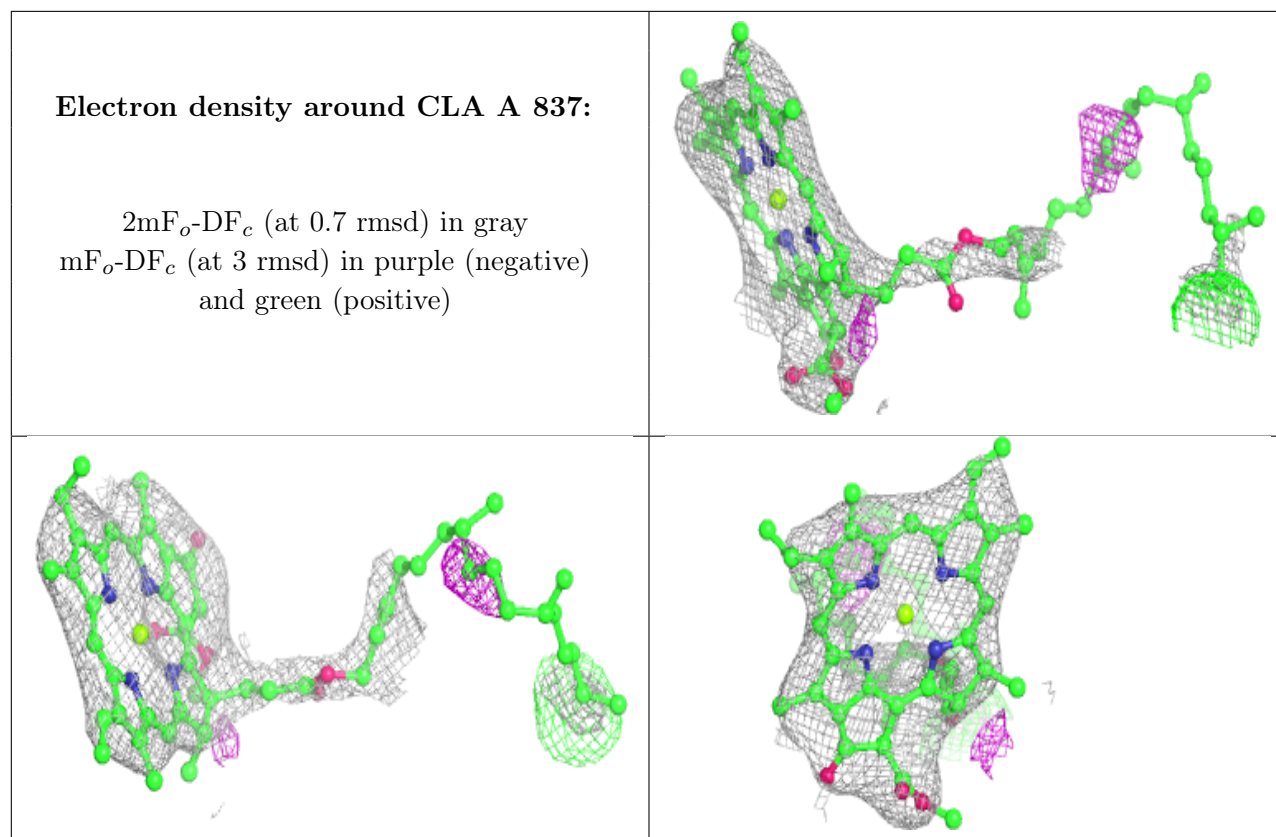 Electron density around CLA A 837:
2mFₒ-DF𝒸 (at 0.7 rmsd) in gray
mFₒ-DF𝒸 (at 3 rmsd) in purple (negative)
and green (positive)